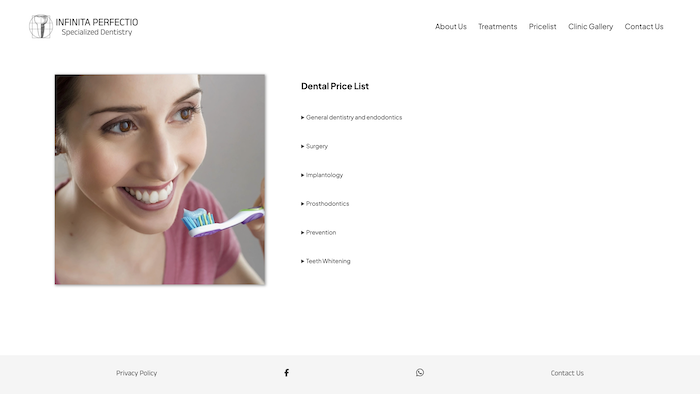 INFINITA PERFECTIO
Specialized Dentistry
About Us Treatments Pricelist Clinic Gallery Contact Us
Dental Price List
General dentistry and endodontics
Surgery
Implantology
Prosthodontics
Prevention
Teeth Whitening
Privacy Policy Contact Us